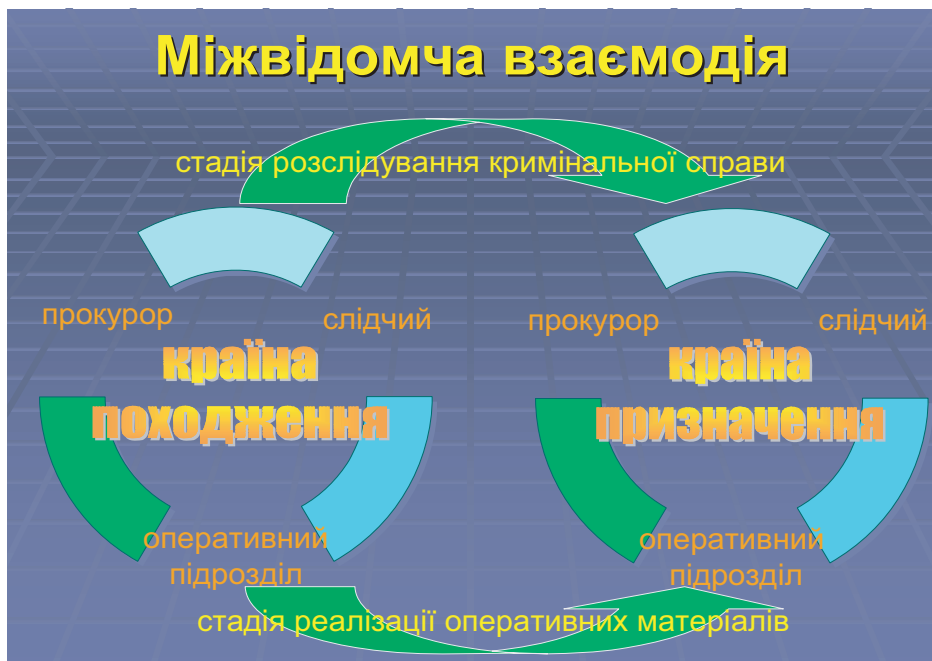 Міжвідомча взаємодія
стадія розслідування кримінальної справи
прокурор
слідчий
країна
походження
оперативний
підрозділ
прокурор
слідчий
країна
призначення
оперативний
підрозділ
стадія реалізації оперативних матеріалів